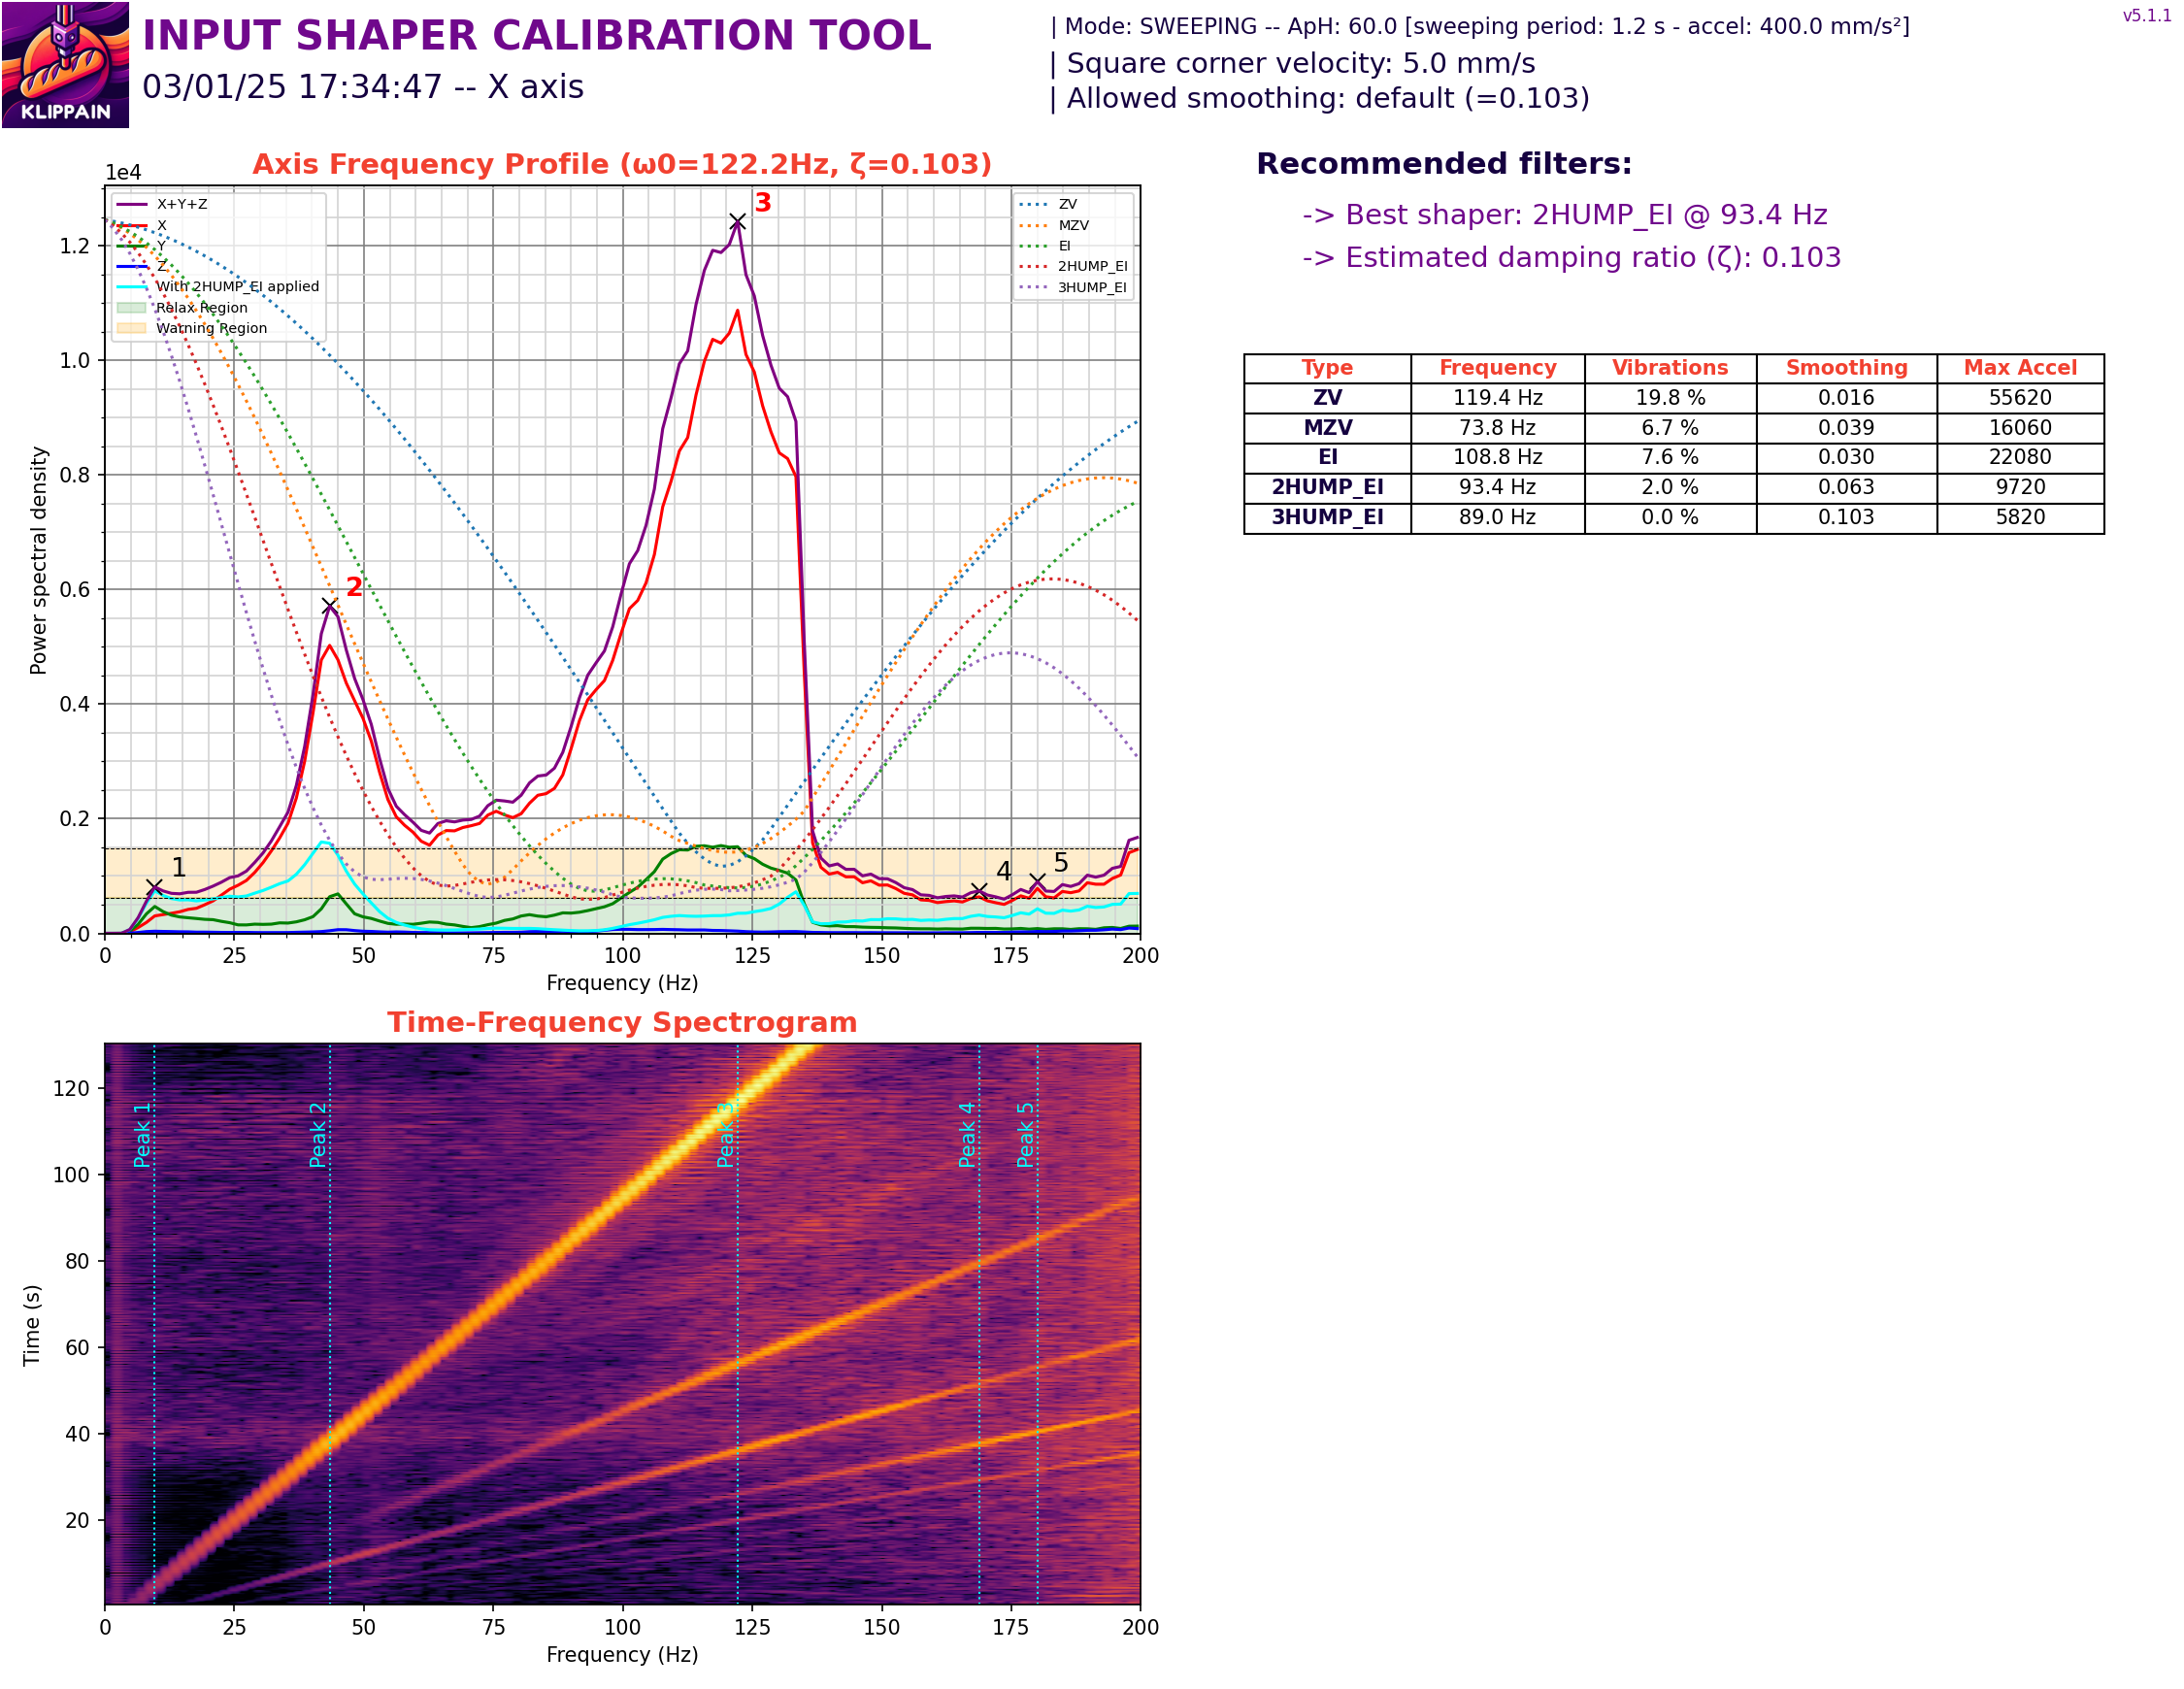 KLIPPAIN
INPUT SHAPER CALIBRATION TOOL
03/01/25 17:34:47 -- X axis
| Mode: SWEEPING -- ApH: 60.0 [sweeping period: 1.2 s - accel: 400.0 mm/s²]
| Square corner velocity: 5.0 mm/s
| Allowed smoothing: default (=0.103)
v5.1.1
Axis Frequency Profile (ω0=122.2Hz, ζ=0.103)
1e4
X+Y+Z
X
Y
Z
With 2HUMP_EI applied
Relax Region
Warning Region
ZV
MZV
EI
2HUMP_EI
3HUMP_EI
1
2
3
4
5
Power spectral density
1.2
1.0
0.8
0.6
0.4
0.2
0.0
0 25 50 75 100 125 150 175 200
Frequency (Hz)
Recommended filters:
-> Best shaper: 2HUMP_EI @ 93.4 Hz
-> Estimated damping ratio (ζ): 0.103
Type Frequency Vibrations Smoothing Max Accel
ZV 119.4 Hz 19.8 % 0.016 55620
MZV 73.8 Hz 6.7 % 0.039 16060
EI 108.8 Hz 7.6 % 0.030 22080
2HUMP_EI 93.4 Hz 2.0 % 0.063 9720
3HUMP_EI 89.0 Hz 0.0 % 0.103 5820
Time-Frequency Spectrogram
Time (s)
120
100
80
60
40
20
Peak 1
Peak 2
Peak 3
Peak 4
Peak 5
0 25 50 75 100 125 150 175 200
Frequency (Hz)